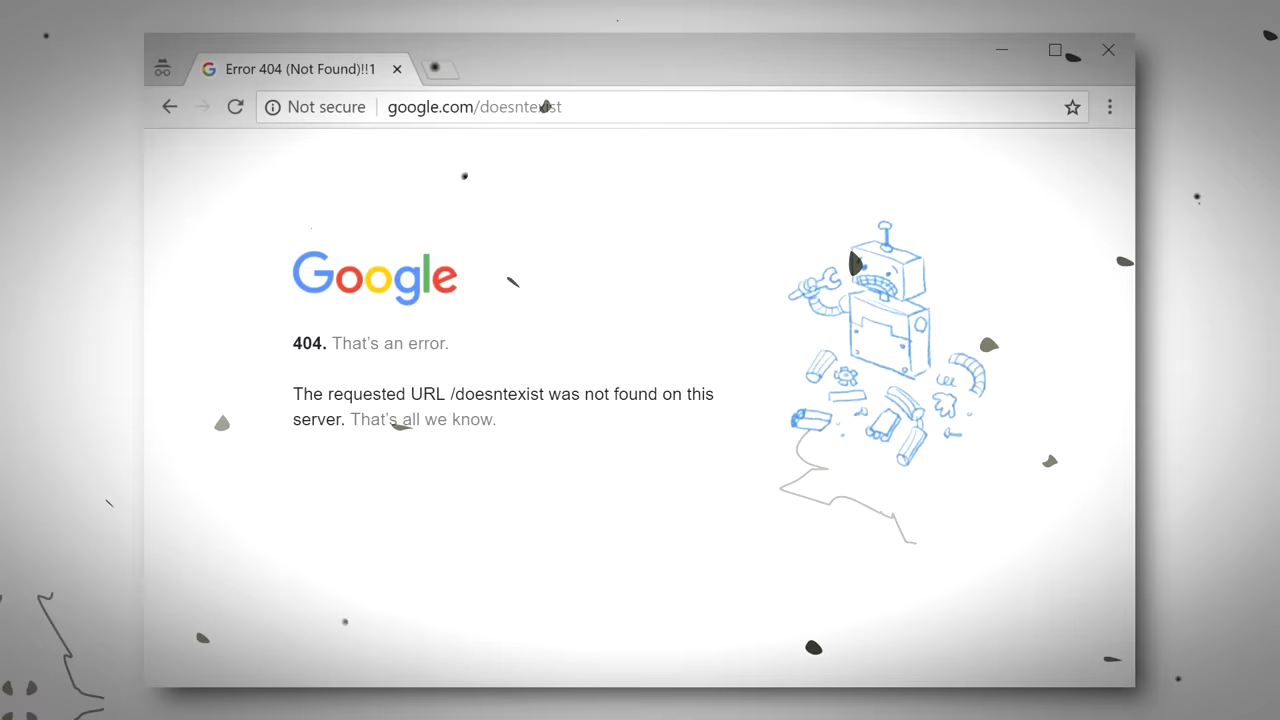 Error 404 (Not Found)!!1
Not secure google.com/doesntexist
Google
404. That's an error.
The requested URL /doesntexist was not found on this
server. That's all we know.